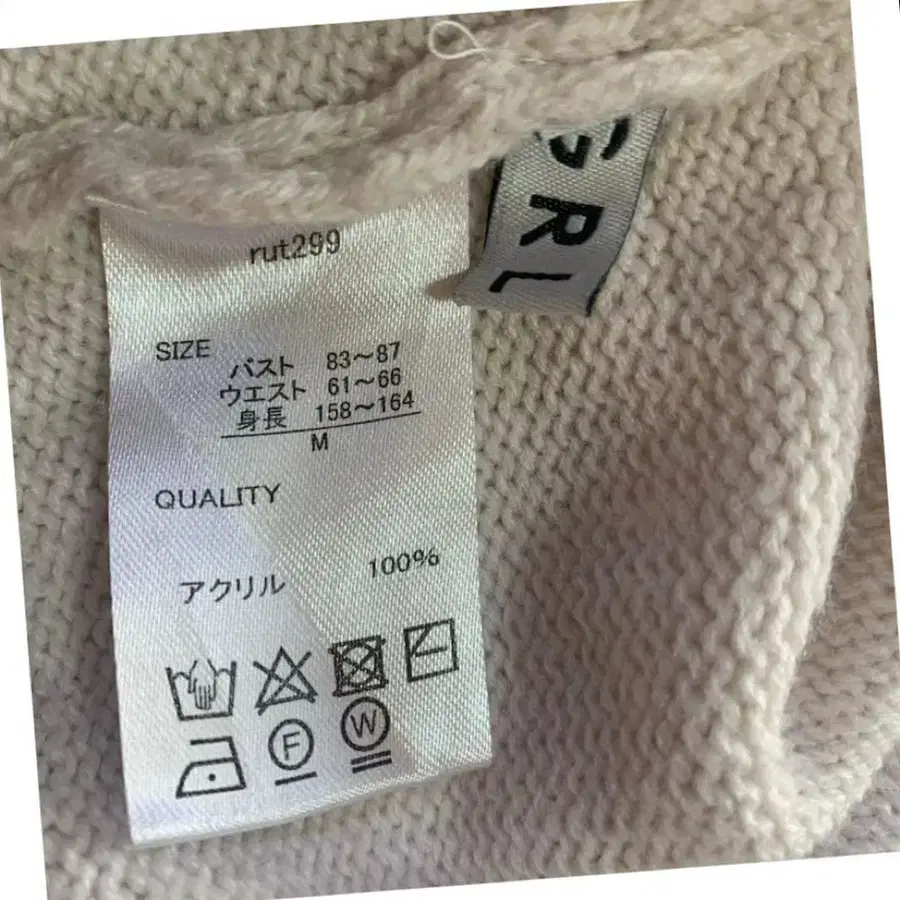 GRL
rut299
SIZE
バスト 83～87
ウエスト 61～66
身長 158～164
M
QUALITY
アクリル 100%
F
W